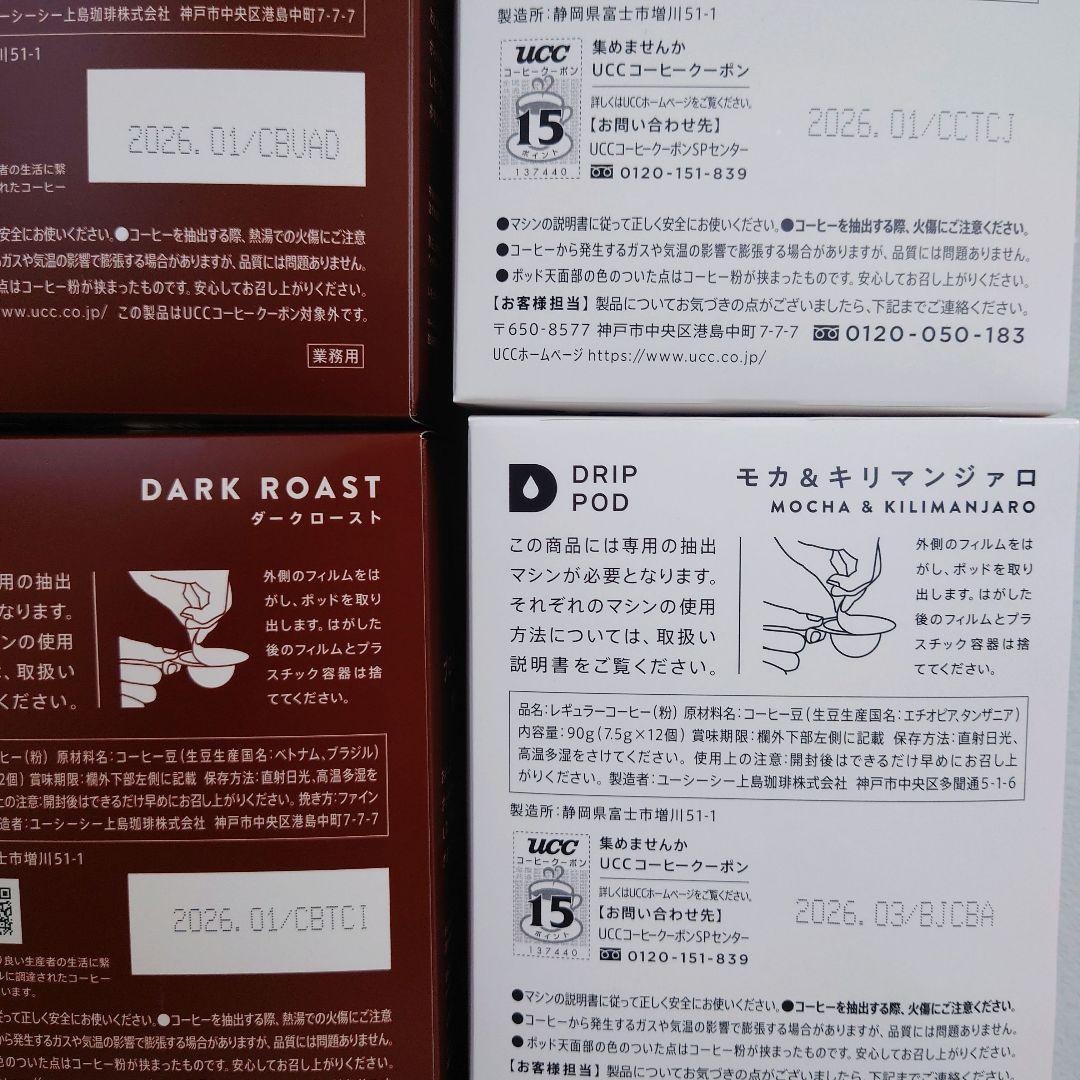 ーシーシー上島珈琲株式会社 神戸市中央区港島中町7-7-7
川51-1
2026.01/CBUAD
者の生活に繋
れたコーヒー
安全にお使いください。●コーヒーを抽出する際、熱湯での火傷にご注意
ガスや気温の影響で膨張する場合がありますが、品質には問題ありません。
点はコーヒー粉が挟まったものです。安心してお召し上がりください。
ww.ucc.co.jp/ この製品はUCCコーヒークーポン対象外です。
業務用
製造所:静岡県富士市増川51-1
ucc
コーヒークーポン
15
ポイント
137440
集めませんか
UCCコーヒークーポン
詳しくはUCCホームページをご覧ください。
【お問い合わせ先】
UCCコーヒークーポンSPセンター
0120-151-839
2026.01/CCTCJ
●マシンの説明書に従って正しく安全にお使いください。●コーヒーを抽出する際、火傷にご注意ください。
●コーヒーから発生するガスや気温の影響で膨張する場合がありますが、品質には問題ありません。
●ポッド天面部の色のついた点はコーヒー粉が挟まったものです。安心してお召し上がりください。
【お客様担当】製品についてお気づきの点がございましたら、下記までご連絡ください。
〒650-8577 神戸市中央区港島中町7-7-7 0120-050-183
UCCホームページ https://www.ucc.co.jp/
DARK ROAST
ダークロースト
用の抽出
なります。
ンの使用
、取扱い
ください。
外側のフィルムをは
がし、ポッドを取り
出します。はがした
後のフィルムとプラ
スチック容器は捨
ててください。
ヒー(粉) 原材料名:コーヒー豆(生豆生産国名:ベトナム、ブラジル)
2個) 賞味期限:欄外下部左側に記載 保存方法:直射日光、高温多湿を
上の注意:開封後はできるだけ早めにお召し上がりください。挽き方:ファイン
造者:ユーシーシー上島珈琲株式会社 神戸市中央区港島中町7-7-7
士市増川51-1
2026.01/CBTCI
り良い生産者の生活に繋
ルに調達されたコーヒー
います。
従って正しく安全にお使いください。●コーヒーを抽出する際、熱湯での火傷にご注意
から発生するガスや気温の影響で膨張する場合がありますが、品質には問題ありません。
色のついた点はコーヒー粉が挟まったものです。安心してお召し上がりください。
DRIP
POD
モカ&キリマンジァロ
MOCHA & KILIMANJARO
この商品には専用の抽出
マシンが必要となります。
それぞれのマシンの使用
方法については、取扱い
説明書をご覧ください。
外側のフィルムをは
がし、ポッドを取り
出します。はがした
後のフィルムとプラ
スチック容器は捨
ててください。
品名:レギュラーコーヒー(粉) 原材料名:コーヒー豆(生豆生産国名:エチオピア,タンザニア)
内容量:90g(7.5g×12個) 賞味期限:欄外下部左側に記載 保存方法:直射日光、
高温多湿をさけてください。使用上の注意:開封後はできるだけ早めにお召し上
がりください。製造者:ユーシーシー上島珈琲株式会社 神戸市中央区多聞通5-1-6
製造所:静岡県富士市増川51-1
ucc
コーヒークーポン
15
ポイント
137440
集めませんか
UCCコーヒークーポン
詳しくはUCCホームページをご覧ください。
【お問い合わせ先】
UCCコーヒークーポンSPセンター
0120-151-839
2026.03/BJCBA
●マシンの説明書に従って正しく安全にお使いください。●コーヒーを抽出する際、火傷にご注意ください。
●コーヒーから発生するガスや気温の影響で膨張する場合がありますが、品質には問題ありません。
●ポッド天面部の色のついた点はコーヒー粉が挟まったものです。安心してお召し上がりください。
【お客様担当】製品についてお気づきの点がございましたら、下記までご連絡ください。